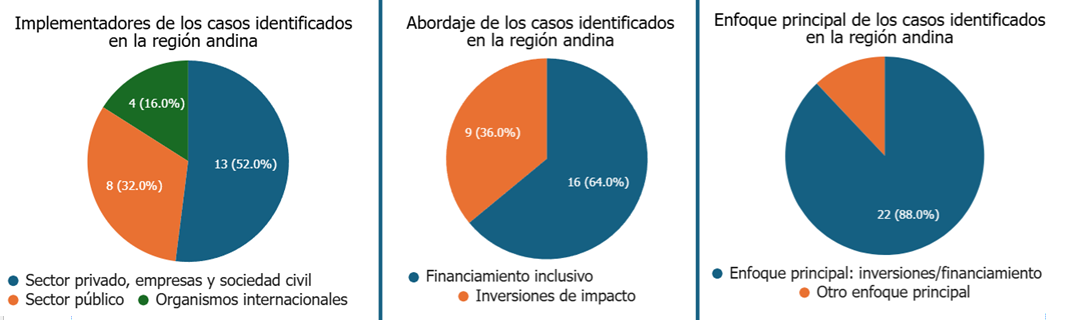 Implementadores de los casos identificados
en la región andina
4 (16.0%)
13 (52.0%)
8 (32.0%)
Sector privado, empresas y sociedad civil
Sector público
Organismos internacionales
Abordaje de los casos identificados
en la región andina
9 (36.0%)
16 (64.0%)
Financiamiento inclusivo
Inversiones de impacto
Enfoque principal de los casos identificados
en la región andina
22 (88.0%)
Enfoque principal: inversiones/financiamiento
Otro enfoque principal